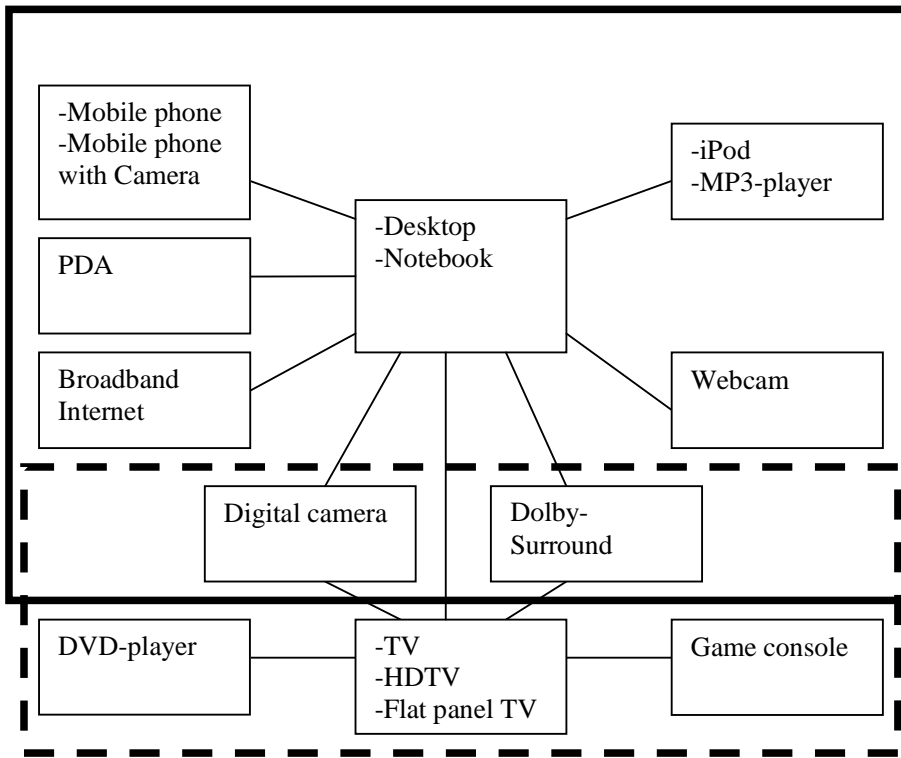 -Mobile phone
-Mobile phone
with Camera
-iPod
-MP3-player
-Desktop
-Notebook
PDA
Broadband
Internet
Webcam
Digital camera
Dolby-
Surround
DVD-player
-TV
-HDTV
-Flat panel TV
Game console